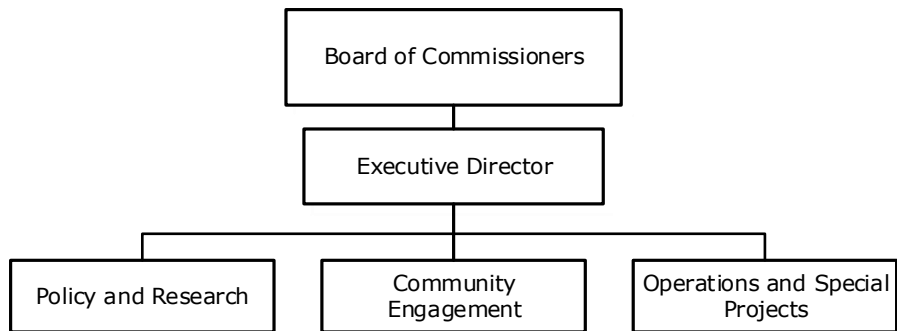 Board of Commissioners
Executive Director
Policy and Research
Community
Engagement
Operations and Special
Projects